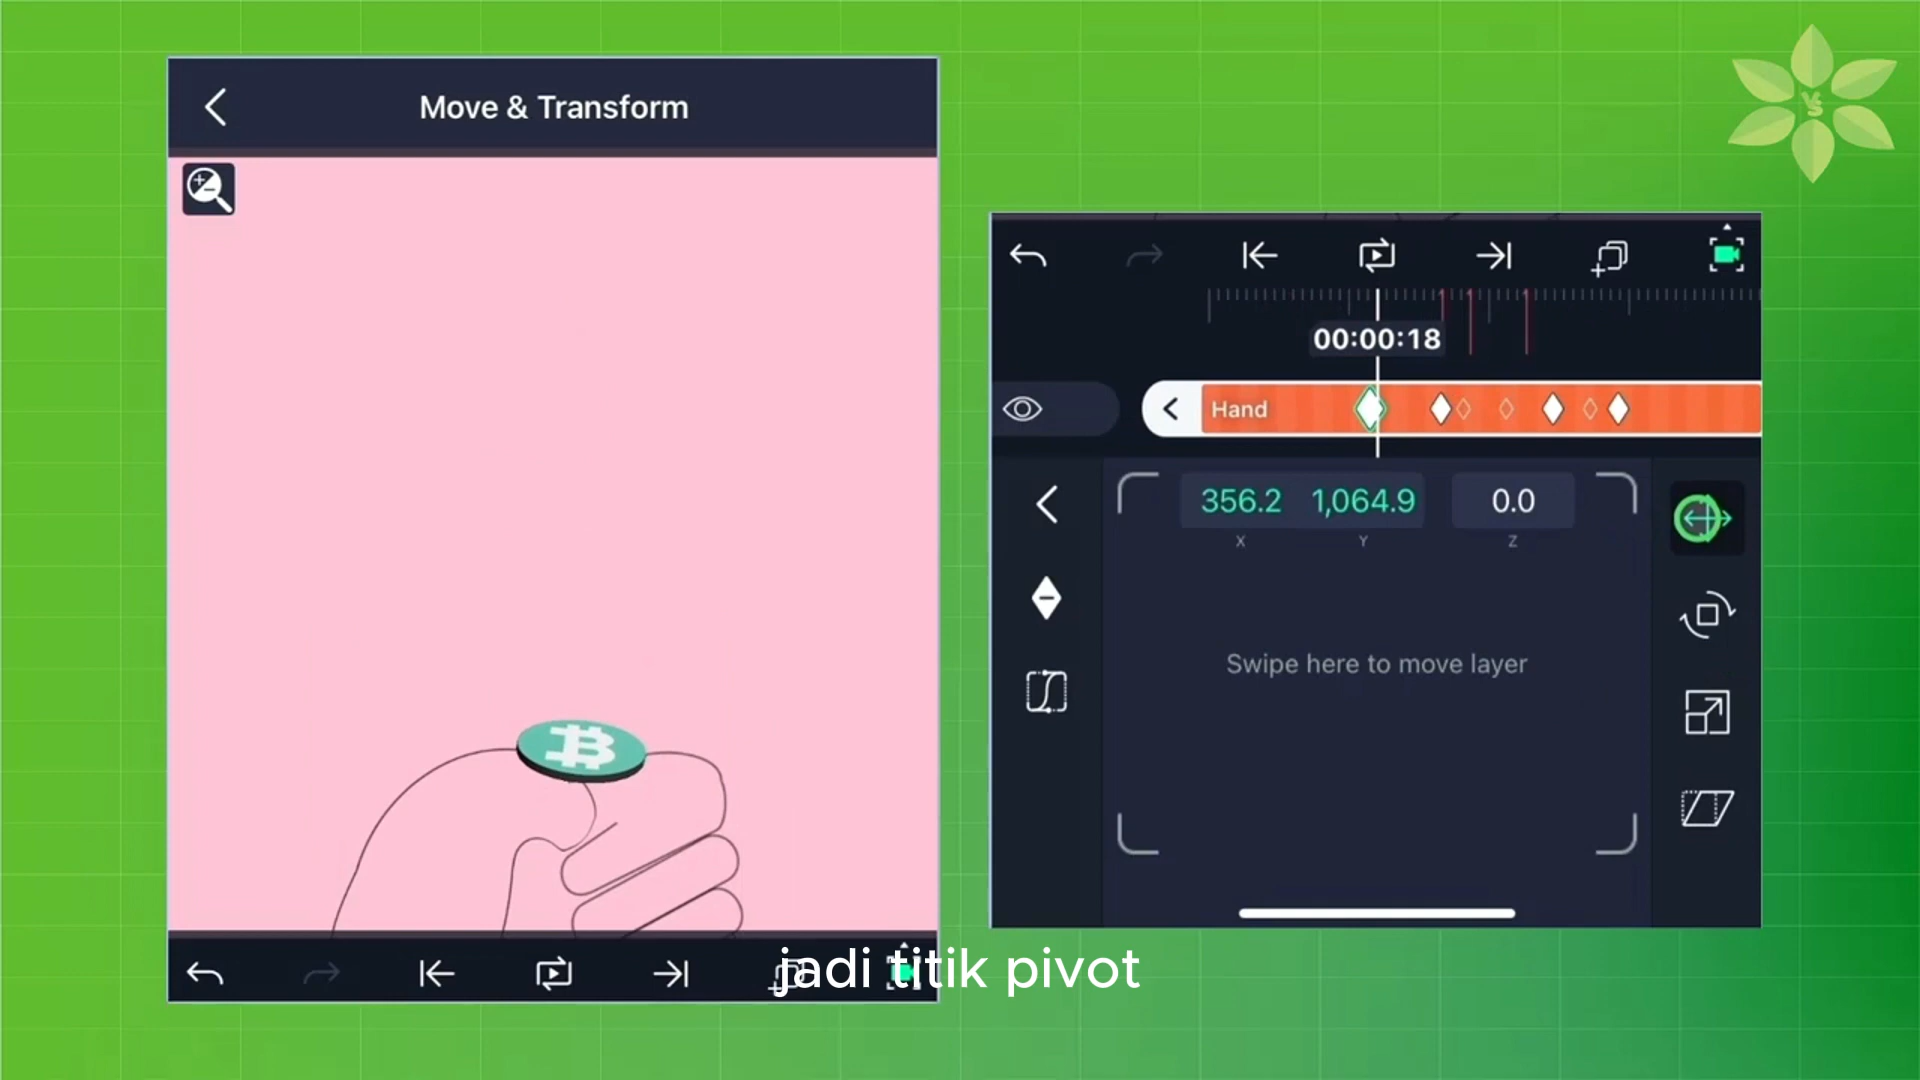 Move & Transform
VS
00:00:18
Hand
356.2 1,064.9 0.0
X Y Z
Swipe here to move layer
jadi titik pivot